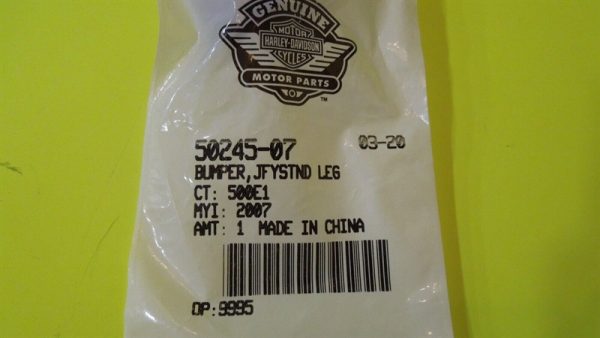 GENUINE
MOTOR
HARLEY-DAVIDSON
CYCLES
MOTOR PARTS
TM
50245-07 03-20
BUMPER,JFYSTND LEG
CT: 500E1
MYI: 2007
AMT: 1 MADE IN CHINA
OP:9995